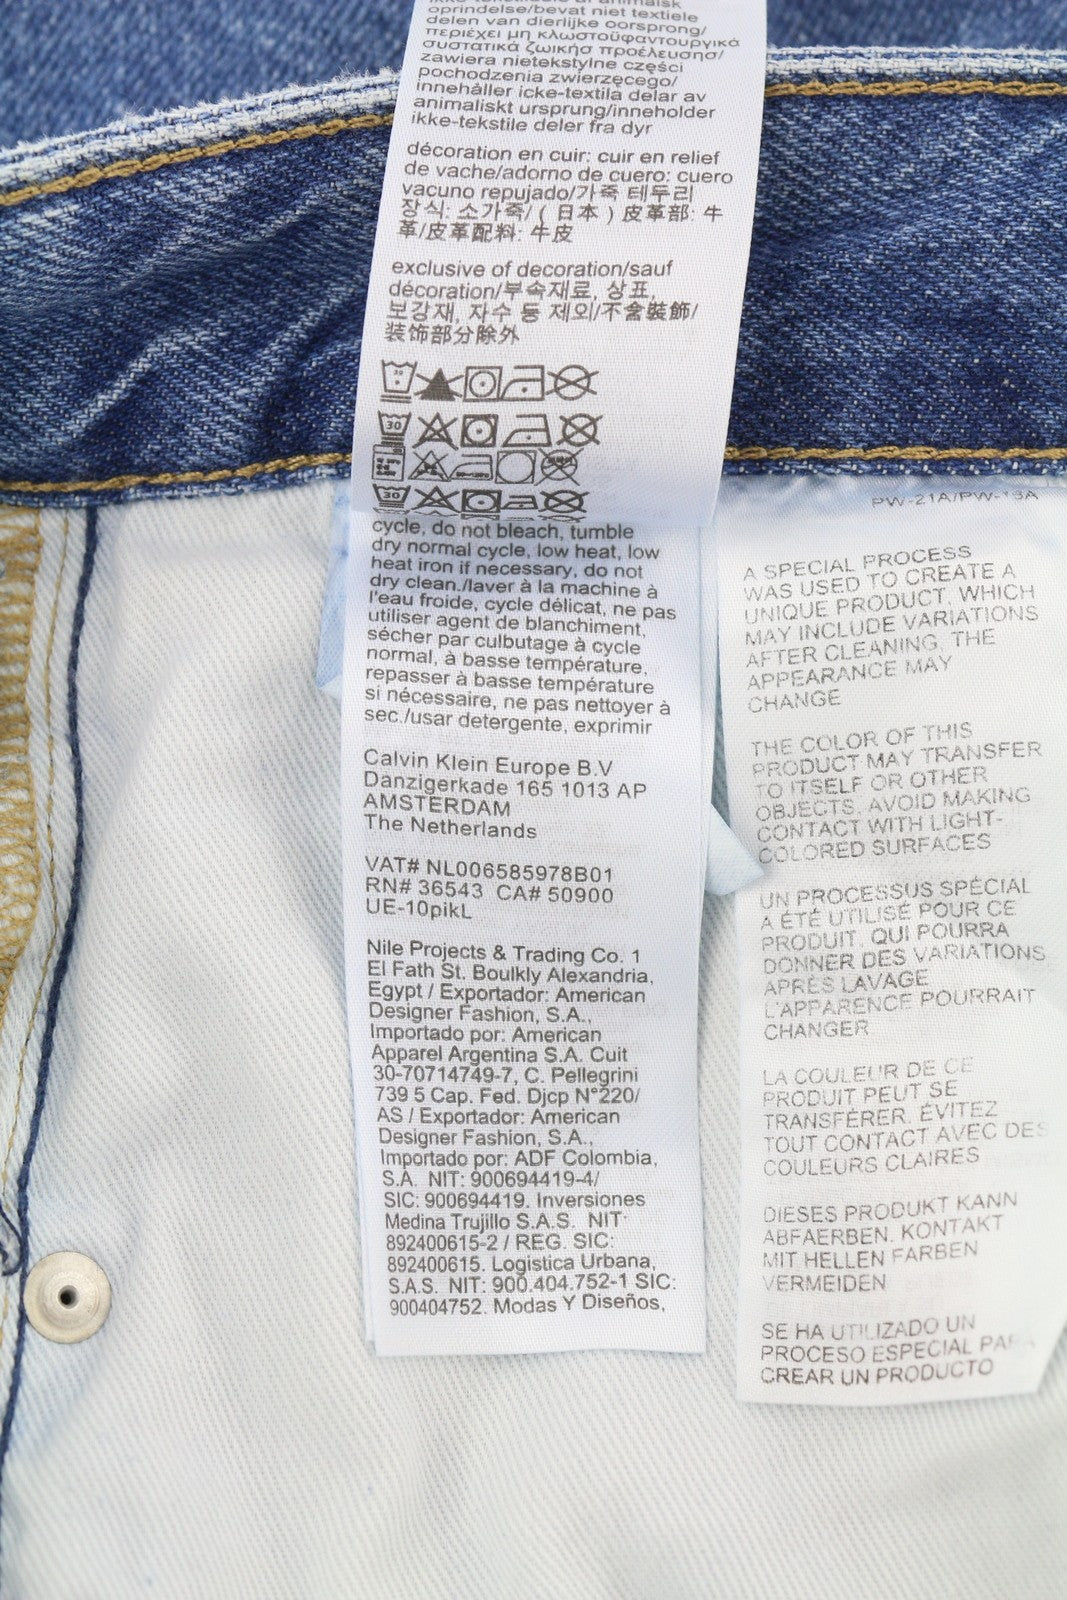 oprindelse/bevat niet textiele
delen van dierlijke oorsprong/
περιέχει μη κλωστοϋφαντουργικά
συστατικά ζωικήσ προέλευσησ/
zawiera nietekstylne części
pochodzenia zwierzęcego/
innehåller icke-textila delar av
animaliskt ursprung/inneholder
ikke-tekstile deler fra dyr
décoration en cuir: cuir en relief
de vache/adorno de cuero: cuero
vacuno repujado/가죽 테두리
장식: 소가죽/ ( 日本 ) 皮革部: 牛
革/皮革配料: 牛皮
exclusive of decoration/sauf
décoration/부속재료, 상표,
보강재, 자수 등 제외/不含裝飾/
装饰部分除外
30
30
cycle, do not bleach, tumble
dry normal cycle, low heat, low
heat iron if necessary, do not
dry clean./laver à la machine à
l'eau froide, cycle délicat, ne pas
utiliser agent de blanchiment,
sécher par culbutage à cycle
normal, à basse température,
repasser à basse température
si nécessaire, ne pas nettoyer à
sec./usar detergente, exprimir
Calvin Klein Europe B.V
Danzigerkade 165 1013 AP
AMSTERDAM
The Netherlands
VAT# NL006585978B01
RN# 36543 CA# 50900
UE-10pikL
Nile Projects & Trading Co. 1
El Fath St. Boulkly Alexandria,
Egypt / Exportador: American
Designer Fashion, S.A.,
Importado por: American
Apparel Argentina S.A. Cuit
30-70714749-7, C. Pellegrini
739 5 Cap. Fed. Djcp N°220/
AS / Exportador: American
Designer Fashion, S.A.,
Importado por: ADF Colombia,
S.A. NIT: 900694419-4/
SIC: 900694419. Inversiones
Medina Trujillo S.A.S. NIT:
892400615-2 / REG. SIC:
892400615. Logistica Urbana,
S.A.S. NIT: 900.404.752-1 SIC:
900404752. Modas Y Diseños,
PW-21A/PW-13A
A SPECIAL PROCESS
WAS USED TO CREATE A
UNIQUE PRODUCT, WHICH
MAY INCLUDE VARIATIONS
AFTER CLEANING, THE
APPEARANCE MAY
CHANGE
THE COLOR OF THIS
PRODUCT MAY TRANSFER
TO ITSELF OR OTHER
OBJECTS. AVOID MAKING
CONTACT WITH LIGHT-
COLORED SURFACES
UN PROCESSUS SPÉCIAL
A ÉTÉ UTILISÉ POUR CE
PRODUIT. QUI POURRA
DONNER DES VARIATIONS
APRÈS LAVAGE
L'APPARENCE POURRAIT
CHANGER
LA COULEUR DE CE
PRODUIT PEUT SE
TRANSFÉRER. ÉVITEZ
TOUT CONTACT AVEC DES
COULEURS CLAIRES
DIESES PRODUKT KANN
ABFAERBEN. KONTAKT
MIT HELLEN FARBEN
VERMEIDEN
SE HA UTILIZADO UN
PROCESO ESPECIAL PARA
CREAR UN PRODUCTO